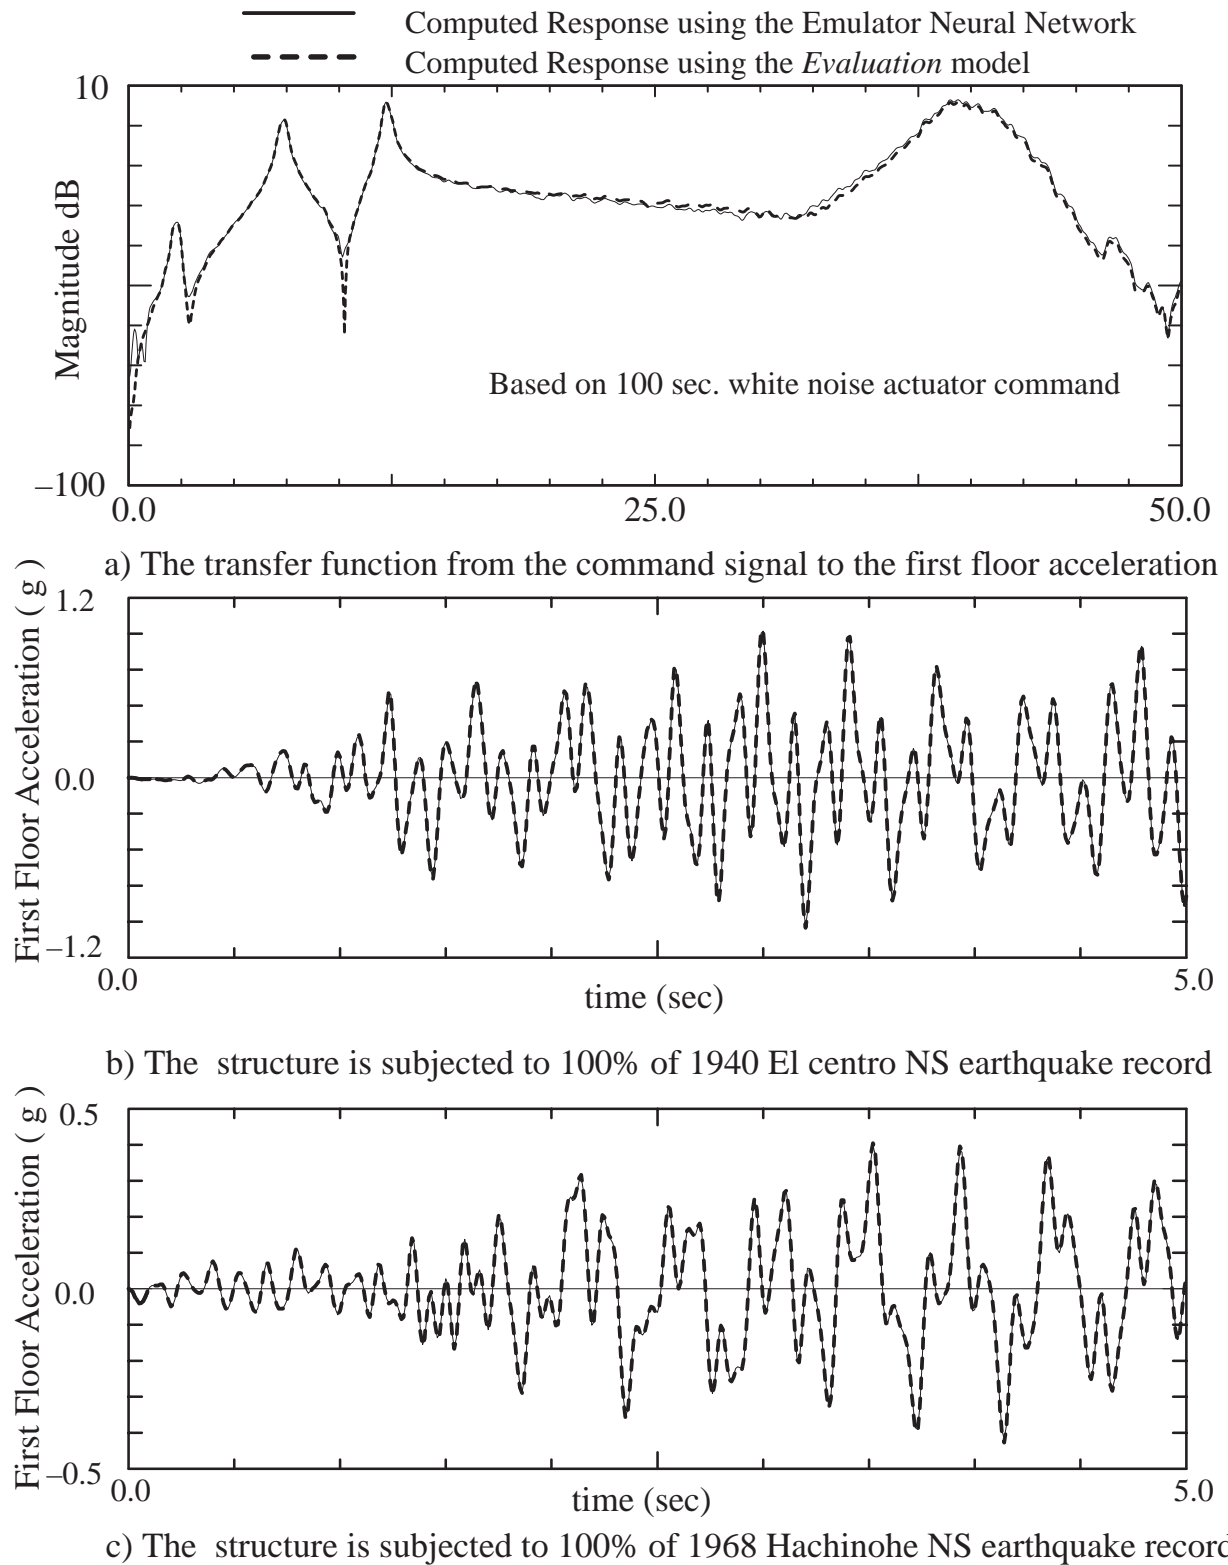 Computed Response using the Emulator Neural Network
Computed Response using the Evaluation model
10
Magnitude dB
Based on 100 sec. white noise actuator command
–100
0.0
25.0
50.0
a) The transfer function from the command signal to the first floor acceleration
First Floor Acceleration ( g )
1.2
0.0
–1.2
0.0
5.0
time (sec)
b) The structure is subjected to 100% of 1940 El centro NS earthquake record
First Floor Acceleration ( g )
0.5
0.0
–0.5
0.0
5.0
time (sec)
c) The structure is subjected to 100% of 1968 Hachinohe NS earthquake record